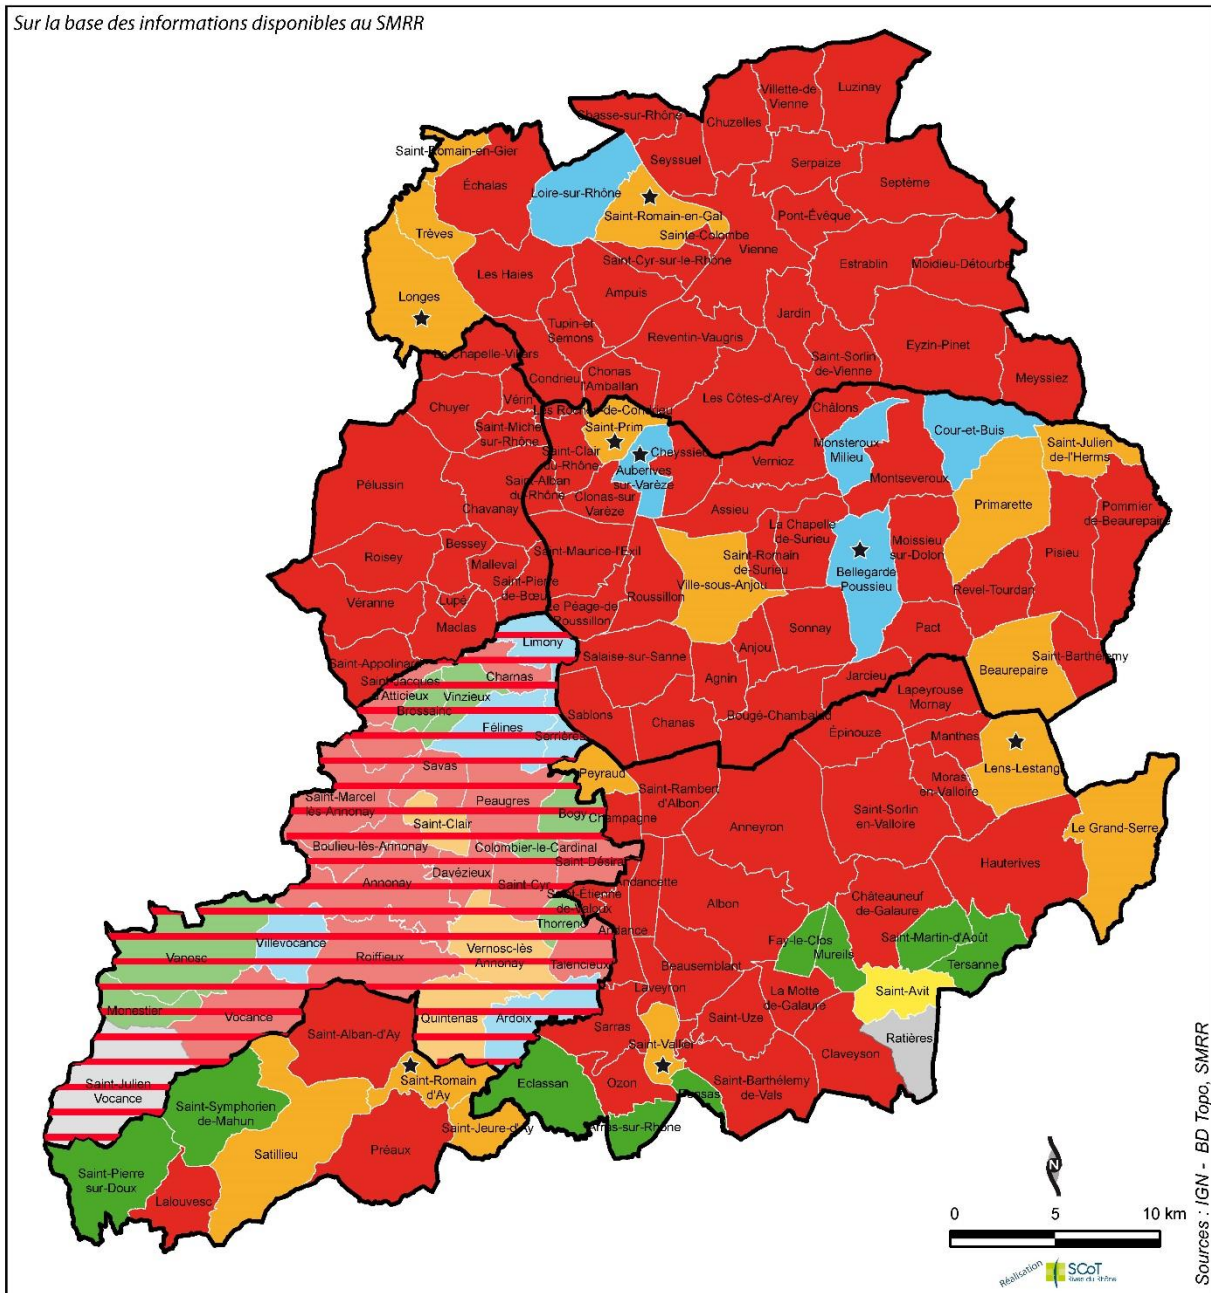 Sur la base des informations disponibles au SMRR
Luzinay
Villette-de
Vienne
Chasse-sur-Rhône
Chuzelles
Saint-Romain-en-Gier
Seyssuel
Serpaize
Échalas
Loire-sur-Rhône
Septème
Saint-Romain-en-Gal
Pont-Évêque
Trèves
Sainte-Colombe
Vienne
Saint-Cyr-sur-le-Rhône
Estrablin
Moidieu-Détourbe
Les Haies
Longes
Ampuis
Jardin
Tupin-et
Semons
Reventin-Vaugris
Eyzin-Pinet
La Chapelle-Villars
Saint-Sorlin
de-Vienne
Chonas
l'Amballan
Meyssiez
Condrieu
Les Côtes-d'Arey
Vérin
Chuyer
Les Roches-de-Condrieu
Châlons
Saint-Michel
sur-Rhône
Saint-Prim
Monsteroux
Milieu
Cour-et-Buis
Saint-Julien
de-l'Herms
Saint-Clair
du-Rhône
Cheyssieu
Vernioz
Auberives
sur-Varèze
Montseveroux
Pélussin
Saint-Alban
du-Rhône
Clonas-sur
Varèze
Primarette
Pommier
de-Beaurepaire
Chavanay
Assieu
La Chapelle
de-Surieu
Moissieu
sur-Dolon
Bessey
Roisey
Saint-Maurice-l'Exil
Saint-Romain
de-Surieu
Pisieu
Malleval
Ville-sous-Anjou
Bellegarde
Poussieu
Saint-Pierre
de-Bœuf
Revel-Tourdan
Véranne
Lupé
Roussillon
Le Péage-de
Roussillon
Maclas
Sonnay
Pact
Limony
Anjou
Saint-Appolinard
Salaise-sur-Sanne
Saint-Barthélemy
Beaurepaire
Charnas
Agnin
Jarcieu
Saint-Jacques
d'Atticieux
Vinzieux
Lapeyrouse
Mornay
Brossainc
Sablons
Chanas
Bougé-Chambalud
Félines
Épinouze
Manthes
Serrières
Lens-Lestang
Savas
Peyraud
Moras
en-Valloire
Saint-Rambert
d'Albon
Saint-Marcel
lès-Annonay
Peaugres
Bogy
Champagne
Saint-Sorlin
en-Valloire
Saint-Clair
Anneyron
Le Grand-Serre
Boulieu-lès-Annonay
Colombier-le-Cardinal
Saint-Désirat
Hauterives
Davézieux
Annonay
Saint-Cyr
Andancette
Châteauneuf
de-Galaure
Saint-Étienne
de-Valoux
Albon
Thorrenc
Andance
Villevocance
Vernosc-lès
Annonay
Fay-le-Clos
Saint-Martin-d'Août
Vanosc
Roiffieux
Talencieux
Beausemblant
Mureils
Tersanne
Laveyron
La Motte
de-Galaure
Saint-Avit
Monestier
Vocance
Quintenas
Ardoix
Saint-Uze
Saint-Alban-d'Ay
Sarras
Ratières
Saint-Vallier
Claveyson
Saint-Julien
Vocance
Saint-Romain
d'Ay
Eclassan
Ozon
Saint-Barthélemy
de-Vals
Saint-Symphorien
de-Mahun
Saint-Jeure-d'Ay
Arras-sur-Rhône
Satillieu
Préaux
Saint-Pierre
sur-Doux
Lalouvesc
N
0 5 10 km
Réalisation
SCoT
Rives du Rhône
Sources : IGN - BD Topo, SMRR